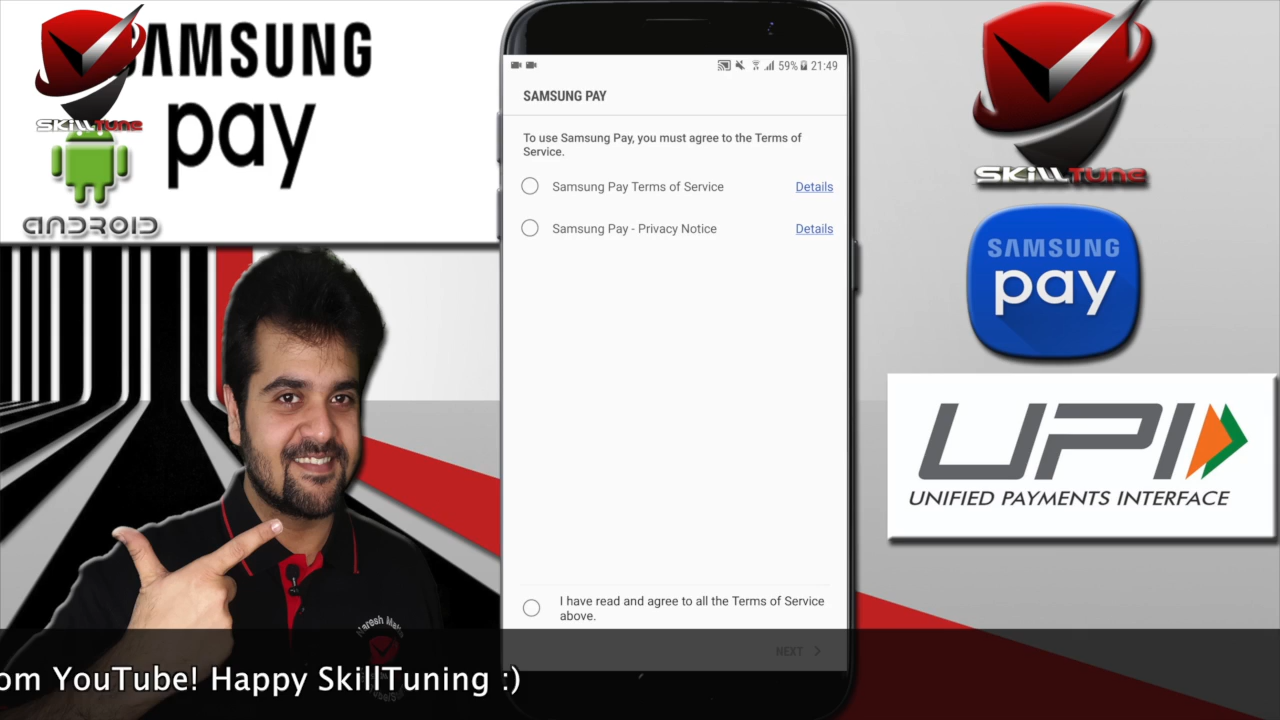 SAMSUNG
pay
SKILLTUNE
ANDROID
59% 21:49
SAMSUNG PAY
To use Samsung Pay, you must agree to the Terms of
Service.
Samsung Pay Terms of Service Details
Samsung Pay - Privacy Notice Details
I have read and agree to all the Terms of Service
above.
NEXT
SKILLTUNE
SAMSUNG
pay
UPI
UNIFIED PAYMENTS INTERFACE
Naresh
om YouTube! Happy SkillTuning :)